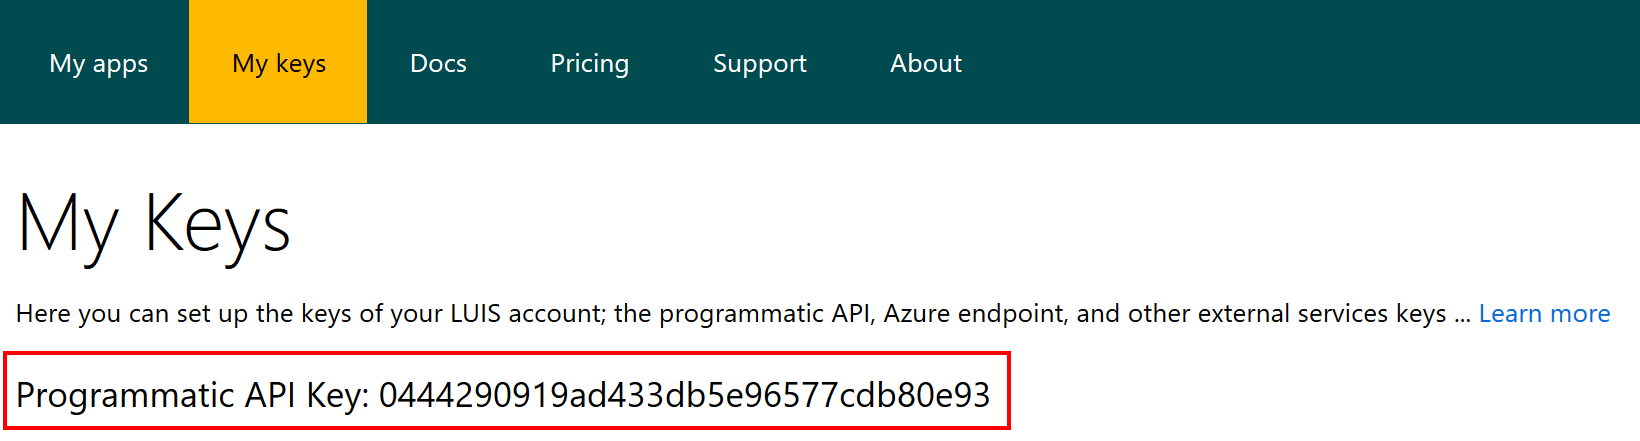 My apps My keys Docs Pricing Support About
My Keys
Here you can set up the keys of your LUIS account; the programmatic API, Azure endpoint, and other external services keys ... Learn more
Programmatic API Key: 0444290919ad433db5e96577cdb80e93